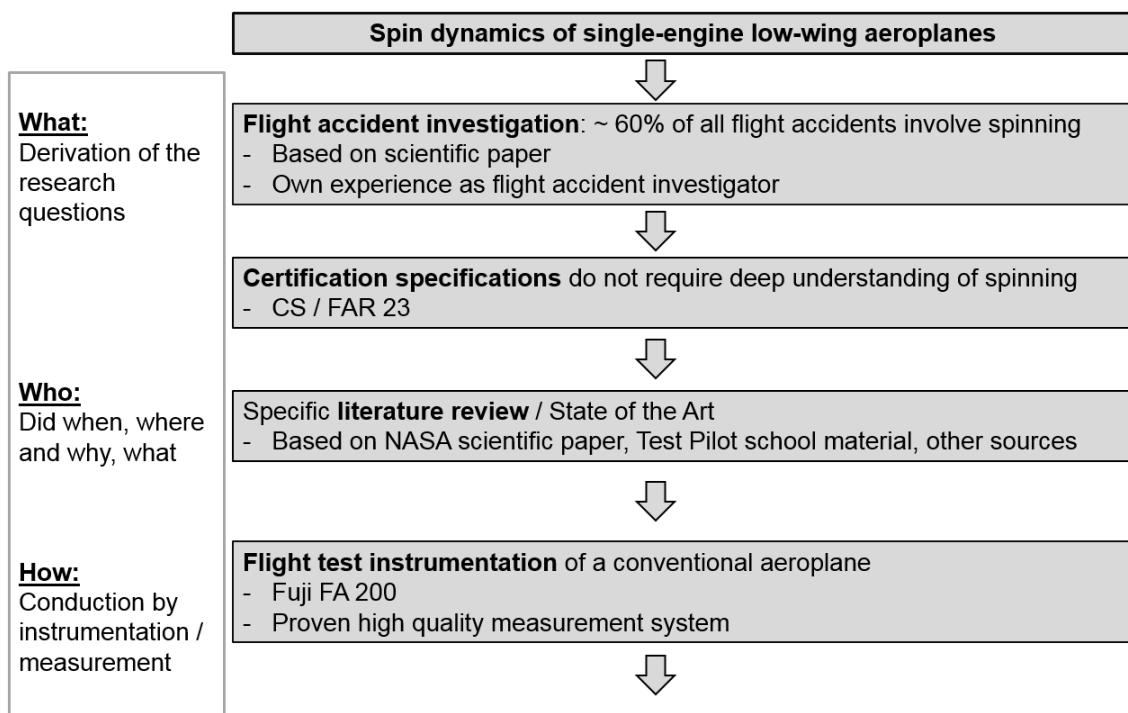 Spin dynamics of single-engine low-wing aeroplanes
What:
Derivation of the
research
questions
Flight accident investigation: ~ 60% of all flight accidents involve spinning
- Based on scientific paper
- Own experience as flight accident investigator
Certification specifications do not require deep understanding of spinning
- CS / FAR 23
Who:
Did when, where
and why, what
Specific literature review / State of the Art
- Based on NASA scientific paper, Test Pilot school material, other sources
How:
Conduction by
instrumentation /
measurement
Flight test instrumentation of a conventional aeroplane
- Fuji FA 200
- Proven high quality measurement system